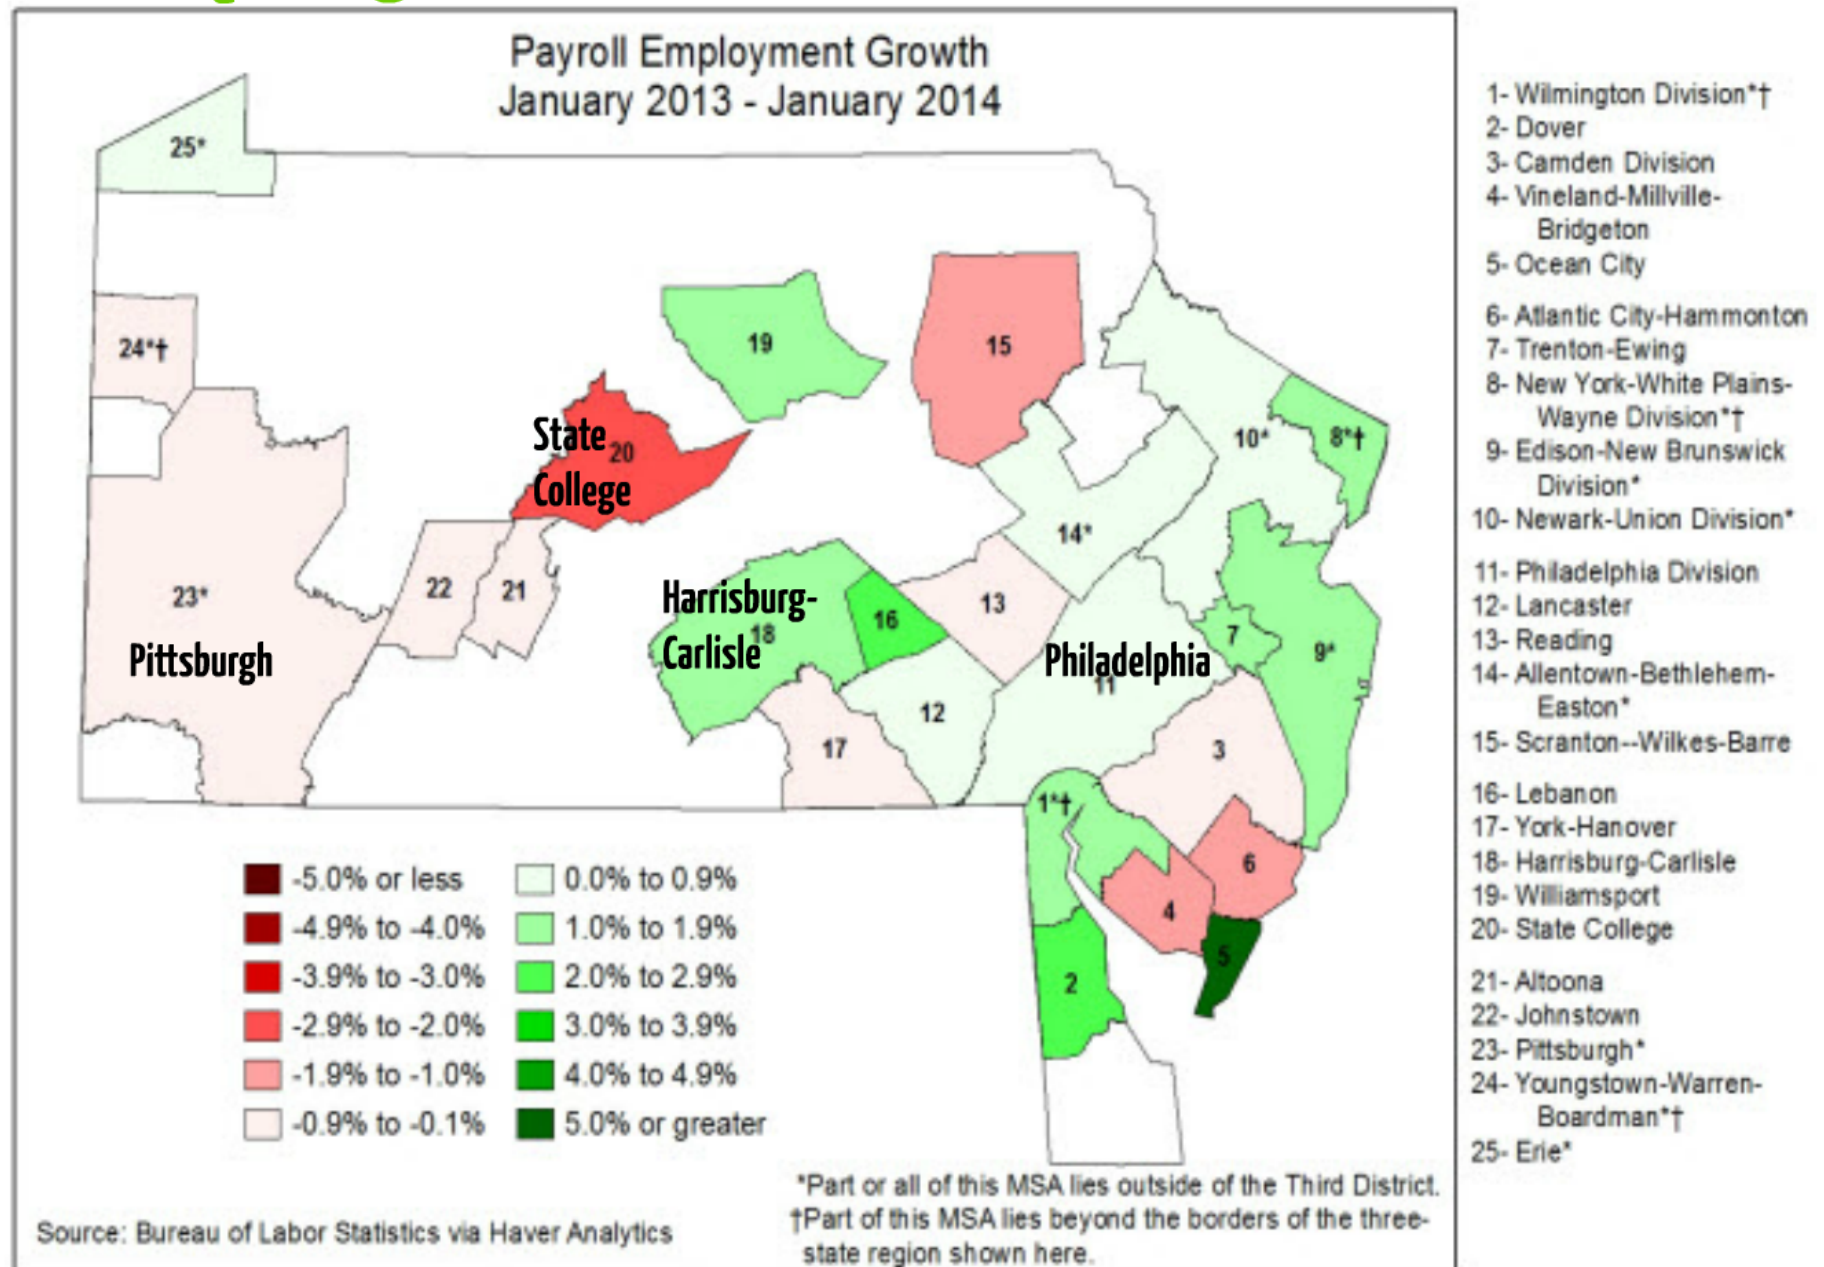 Payroll Employment Growth
January 2013 - January 2014
25*
24*†
19
15
State
20
College
10*
8*†
14*
23*
22
21
Harrisburg-
18
Carlisle
16
13
Pittsburgh
Philadelphia
11
7
9*
12
17
3
1*†
6
4
5
2
-5.0% or less
-4.9% to -4.0%
-3.9% to -3.0%
-2.9% to -2.0%
-1.9% to -1.0%
-0.9% to -0.1%
0.0% to 0.9%
1.0% to 1.9%
2.0% to 2.9%
3.0% to 3.9%
4.0% to 4.9%
5.0% or greater
*Part or all of this MSA lies outside of the Third District.
†Part of this MSA lies beyond the borders of the three-
state region shown here.
Source: Bureau of Labor Statistics via Haver Analytics
1- Wilmington Division*†
2- Dover
3- Camden Division
4- Vineland-Millville-
Bridgeton
5- Ocean City
6- Atlantic City-Hammonton
7- Trenton-Ewing
8- New York-White Plains-
Wayne Division*†
9- Edison-New Brunswick
Division*
10- Newark-Union Division*
11- Philadelphia Division
12- Lancaster
13- Reading
14- Allentown-Bethlehem-
Easton*
15- Scranton--Wilkes-Barre
16- Lebanon
17- York-Hanover
18- Harrisburg-Carlisle
19- Williamsport
20- State College
21- Altoona
22- Johnstown
23- Pittsburgh*
24- Youngstown-Warren-
Boardman*†
25- Erie*